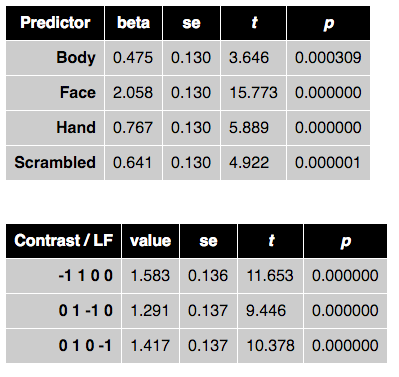 Predictor beta se t p
Body 0.475 0.130 3.646 0.000309
Face 2.058 0.130 15.773 0.000000
Hand 0.767 0.130 5.889 0.000000
Scrambled 0.641 0.130 4.922 0.000001
Contrast / LF value se t p
-1 1 0 0 1.583 0.136 11.653 0.000000
0 1 -1 0 1.291 0.137 9.446 0.000000
0 1 0 -1 1.417 0.137 10.378 0.000000